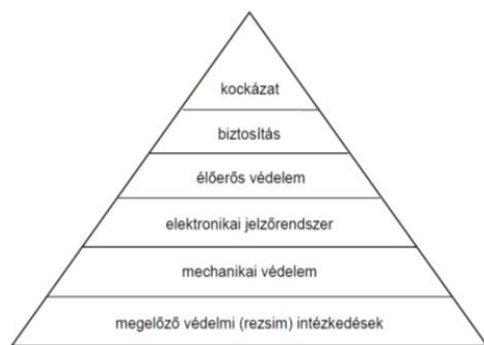 kockázat
biztosítás
élőerős védelem
elektronikai jelzőrendszer
mechanikai védelem
megelőző védelmi (rezsim) intézkedések